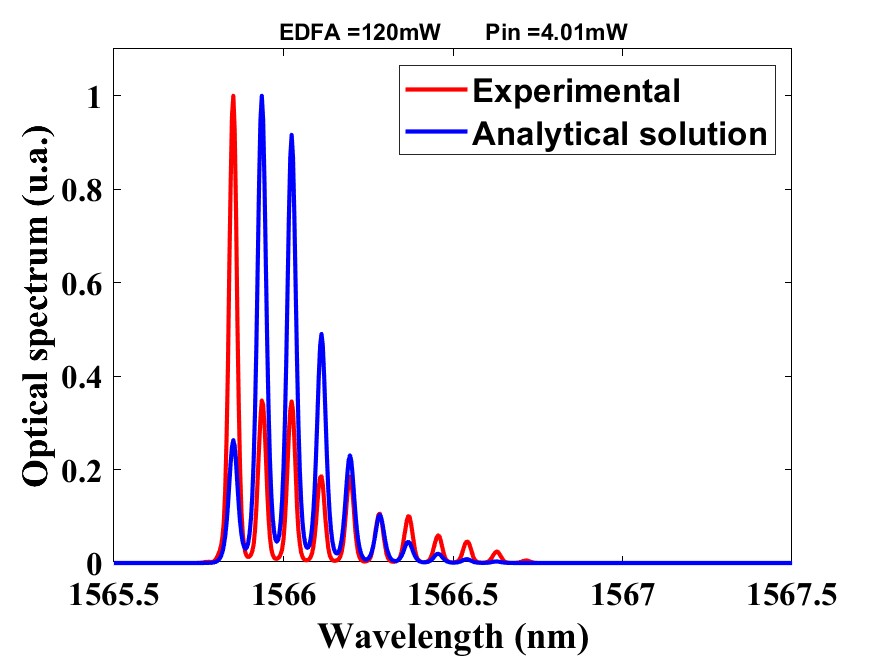 EDFA =120mW Pin =4.01mW
Experimental
Analytical solution
Optical spectrum (u.a.)
1
0.8
0.6
0.4
0.2
0
1565.5 1566 1566.5 1567 1567.5
Wavelength (nm)